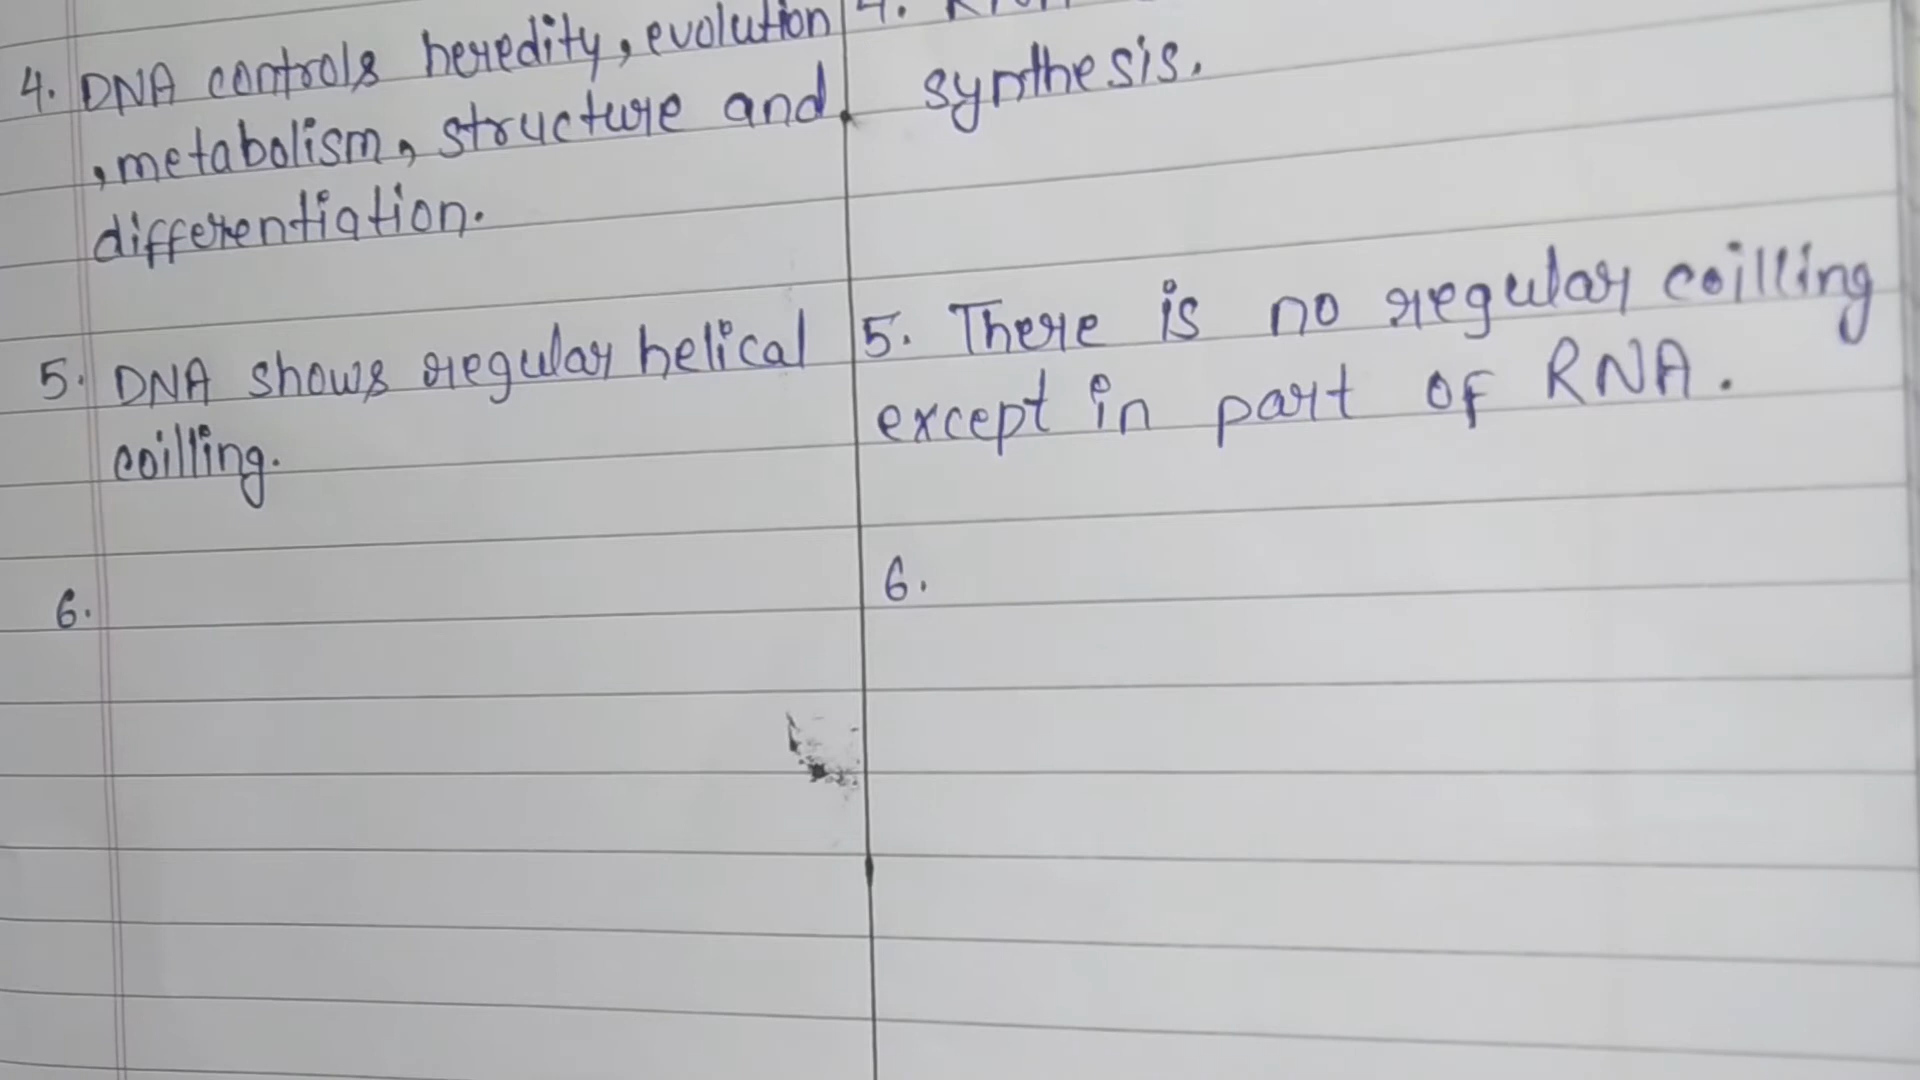 4. DNA controls heredity, evolution
, metabolism, structure and
differentiation.
5. DNA shows regular helical
coilling.
6.
4.
synthesis.
5. There is no regular coilling
except in part of RNA.
6.